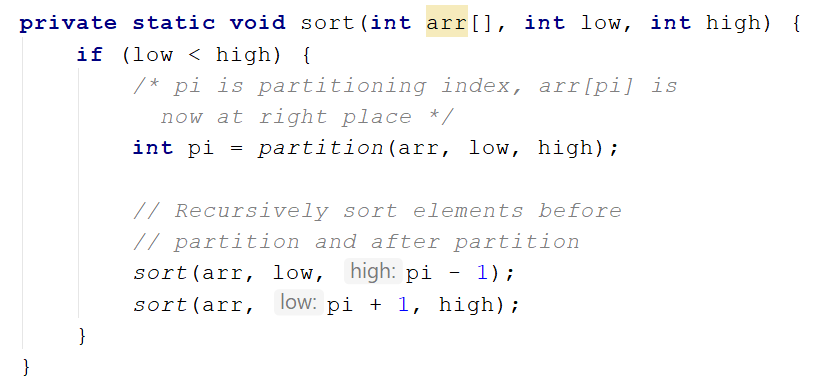 private static void sort(int arr[], int low, int high) {
if (low < high) {
/* pi is partitioning index, arr[pi] is
now at right place */
int pi = partition(arr, low, high);
// Recursively sort elements before
// partition and after partition
sort(arr, low, high: pi - 1);
sort(arr, low: pi + 1, high);
}
}